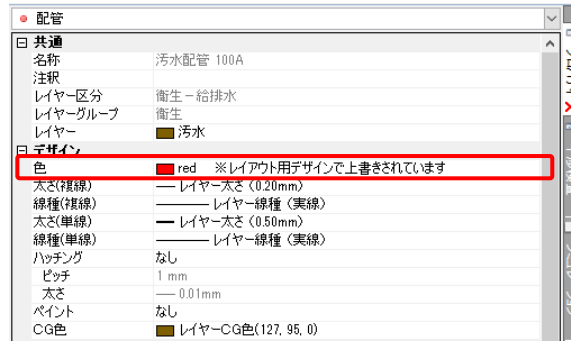 配管
共通
名称 汚水配管 100A
注釈
レイヤー区分 衛生－給排水
レイヤーグループ 衛生
レイヤー 汚水
デザイン
色 red ※レイアウト用デザインで上書きされています
太さ(複線) レイヤー太さ (0.20mm)
線種(複線) レイヤー線種 (実線)
太さ(単線) レイヤー太さ (0.50mm)
線種(単線) レイヤー線種 (実線)
ハッチング なし
ピッチ 1 mm
太さ 0.01mm
ペイント なし
CG色 レイヤーCG色(127, 95, 0)